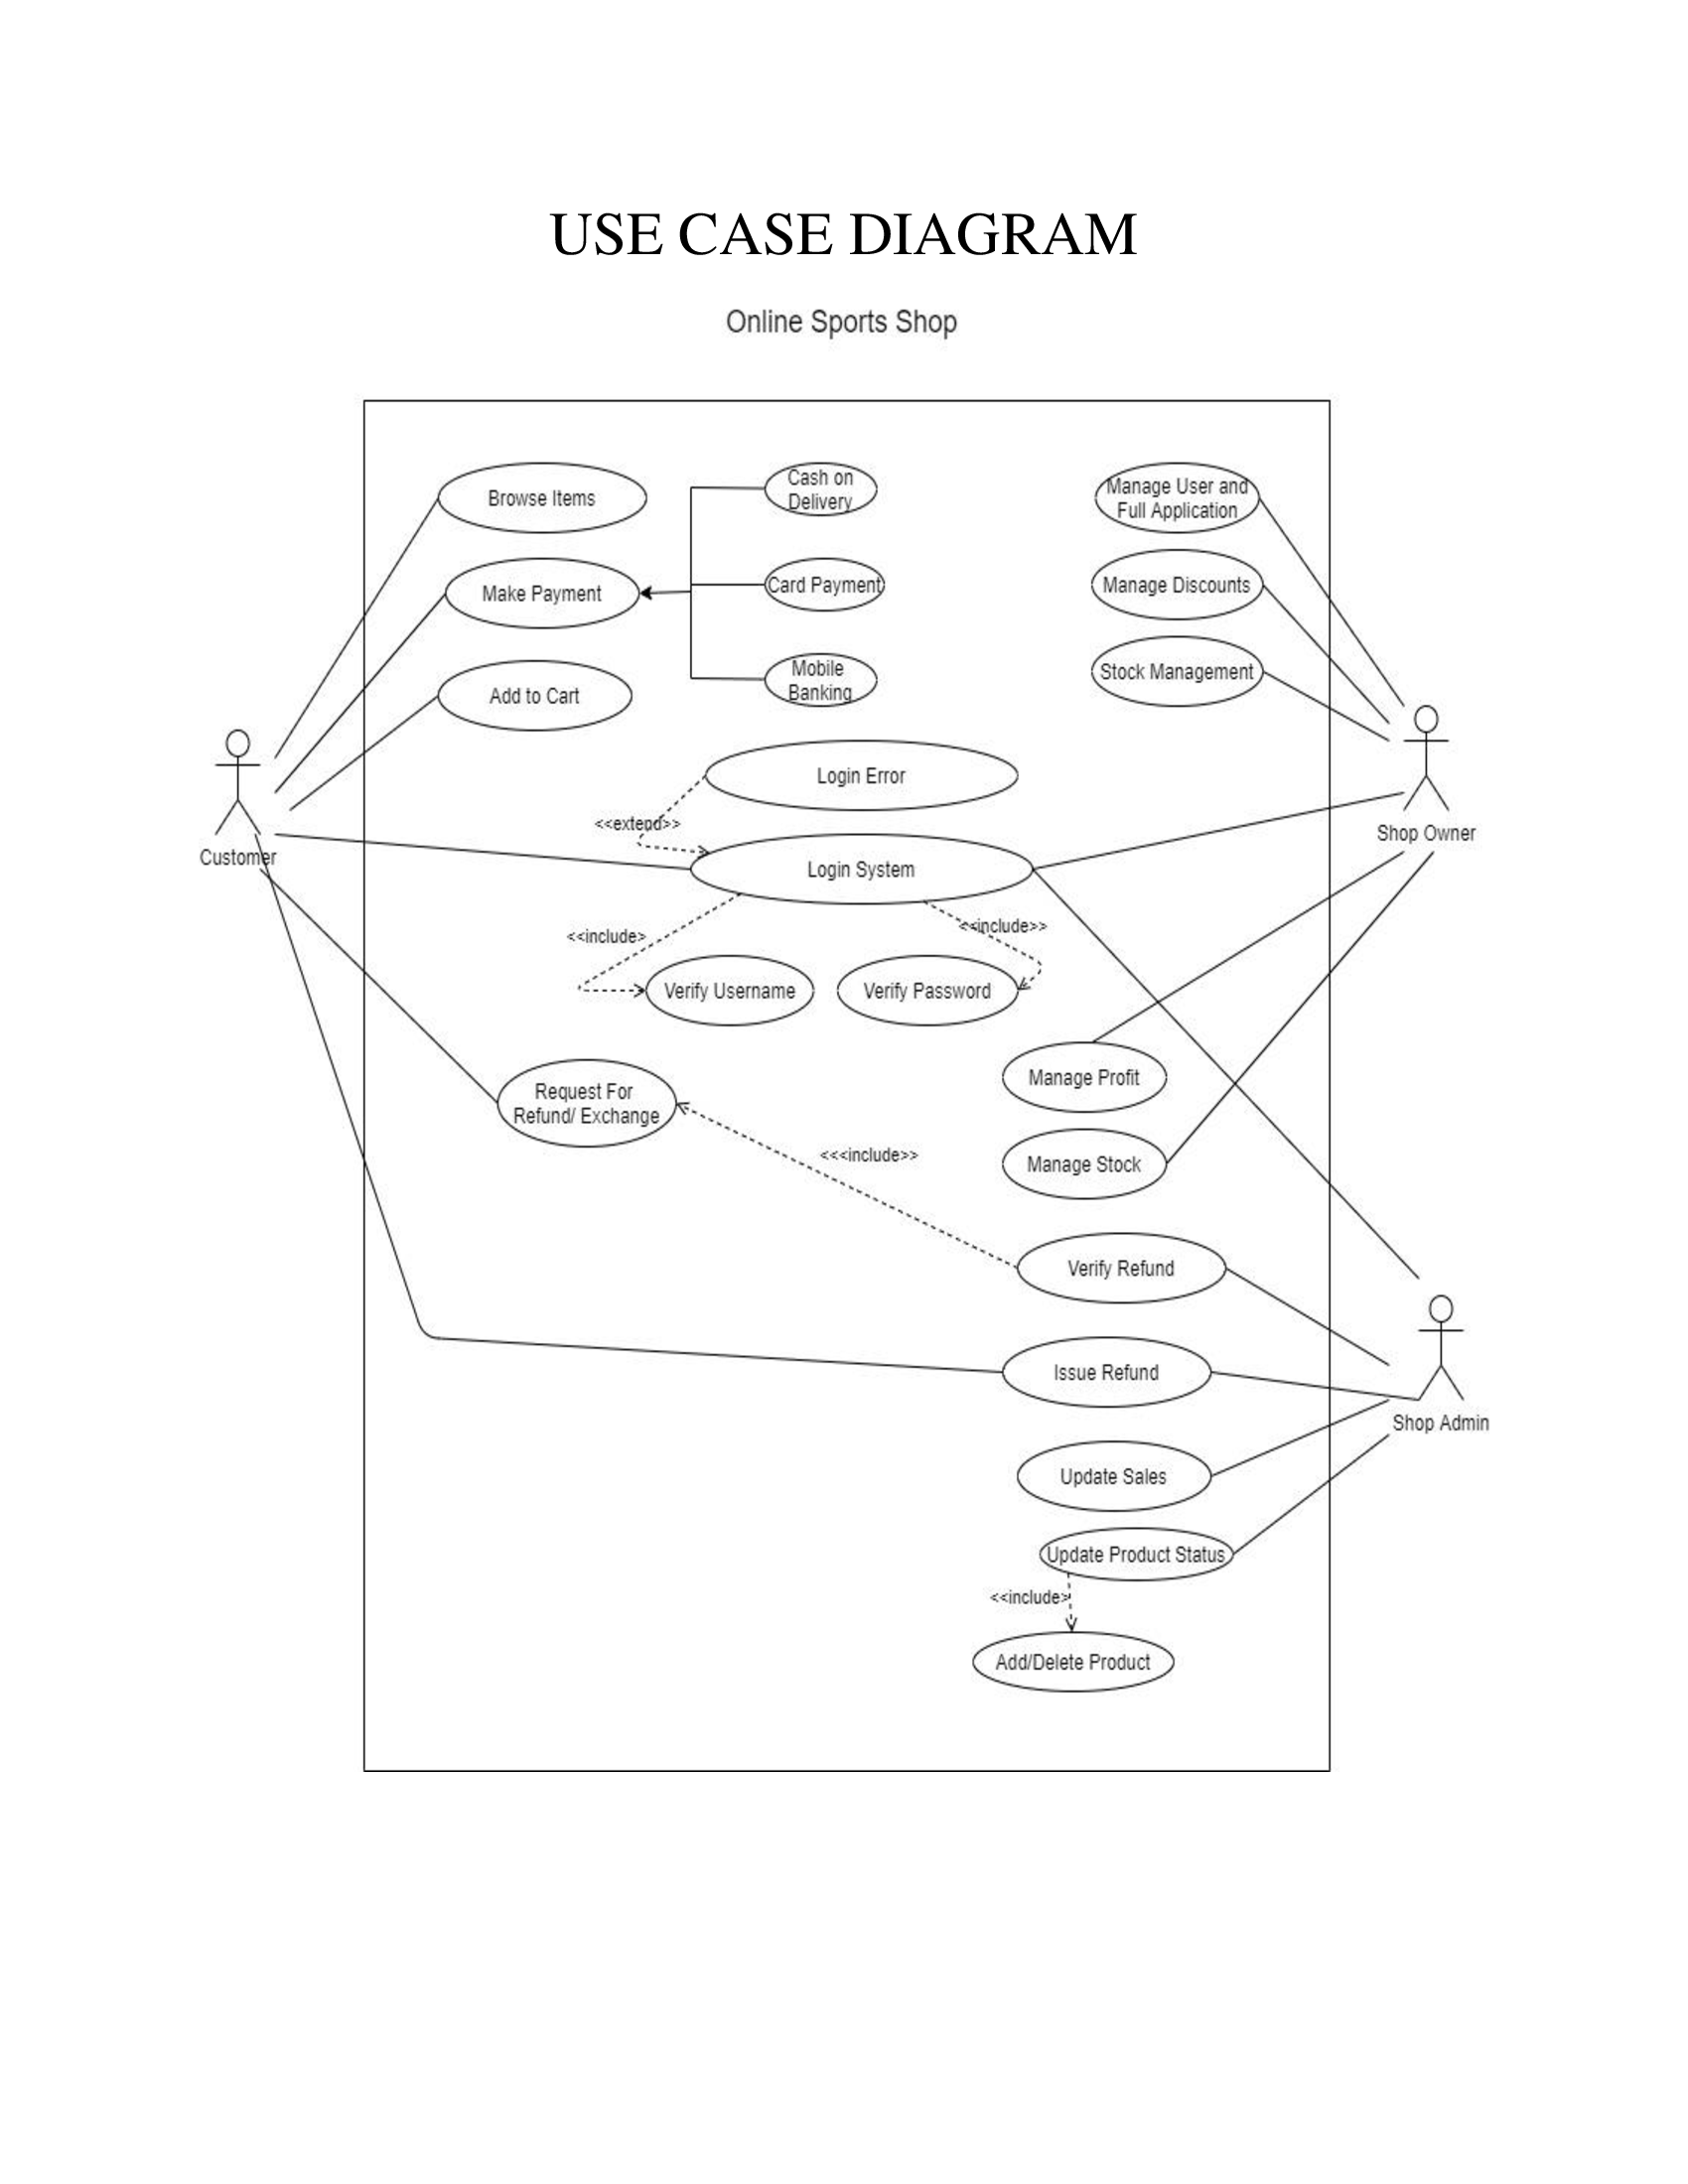 USE CASE DIAGRAM
Online Sports Shop
Browse Items
Cash on
Delivery
Manage User and
Full Application
Make Payment
Card Payment
Manage Discounts
Add to Cart
Mobile
Banking
Stock Management
Login Error
<<extend>>
Customer
Login System
Shop Owner
<<include>
<<include>>
Verify Username
Verify Password
Request For
Refund/ Exchange
Manage Profit
<<<include>>
Manage Stock
Verify Refund
Issue Refund
Shop Admin
Update Sales
Update Product Status
<<include>
Add/Delete Product